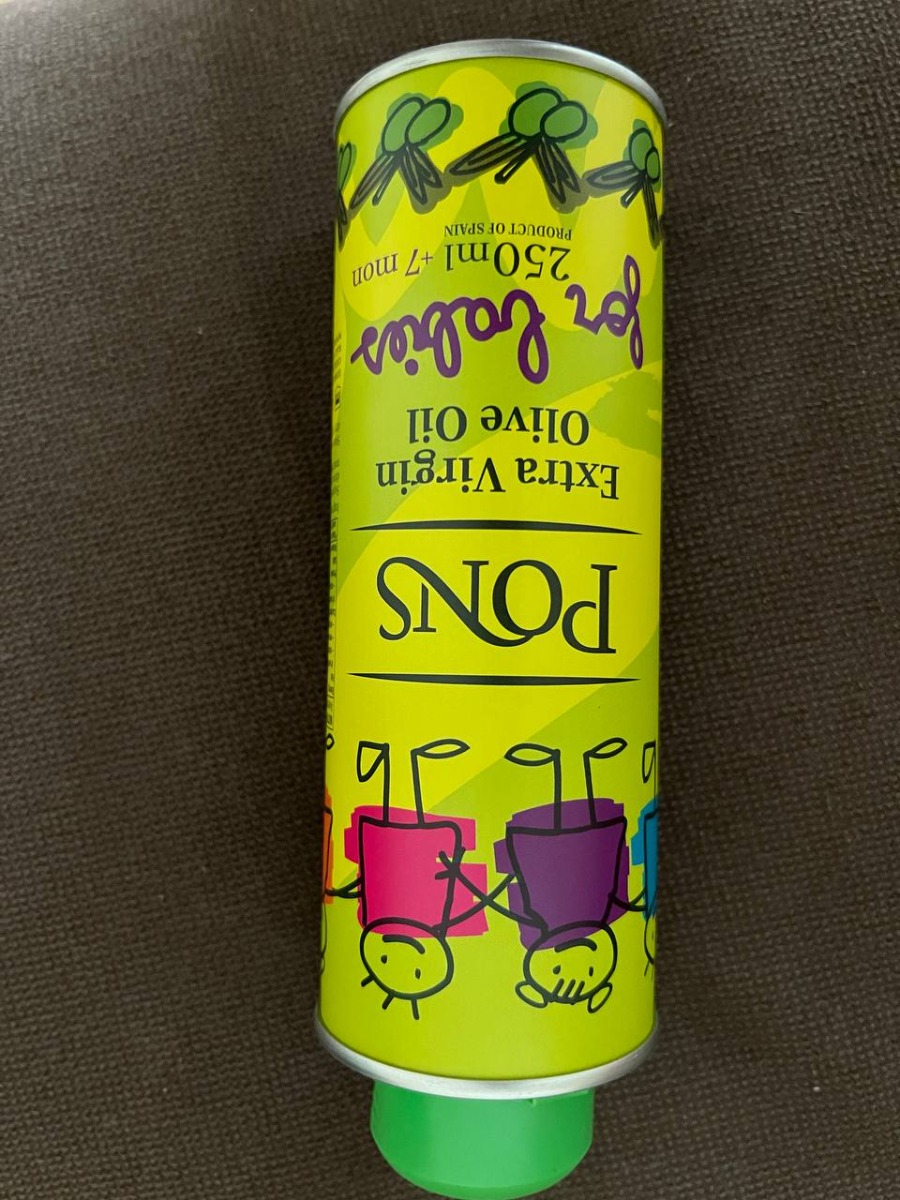 PONS
Extra Virgin
Olive Oil
for babies
250ml +7 mon
PRODUCT OF SPAIN